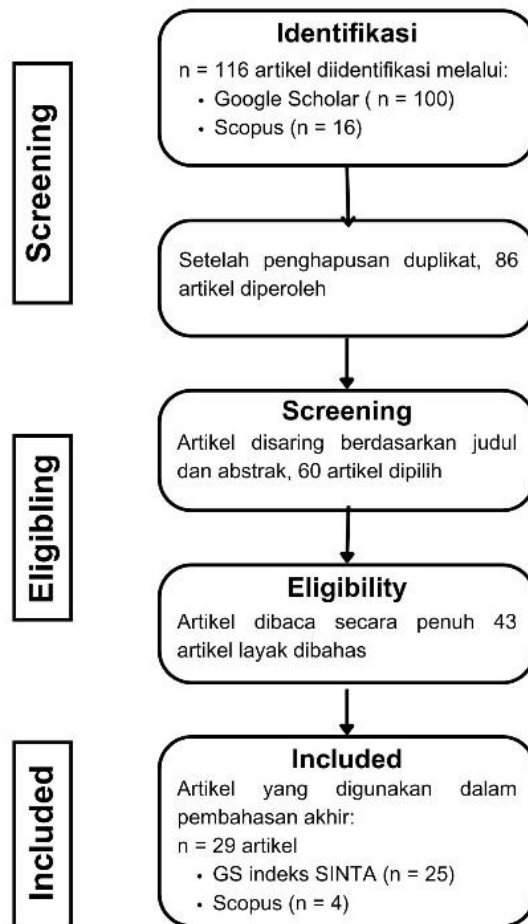 Screening
Identifikasi
n = 116 artikel diidentifikasi melalui:
• Google Scholar ( n = 100)
• Scopus (n = 16)
Setelah penghapusan duplikat, 86
artikel diperoleh
Eligibling
Screening
Artikel disaring berdasarkan judul
dan abstrak, 60 artikel dipilih
Eligibility
Artikel dibaca secara penuh 43
artikel layak dibahas
Included
Included
Artikel yang digunakan dalam
pembahasan akhir:
n = 29 artikel
• GS indeks SINTA (n = 25)
• Scopus (n = 4)